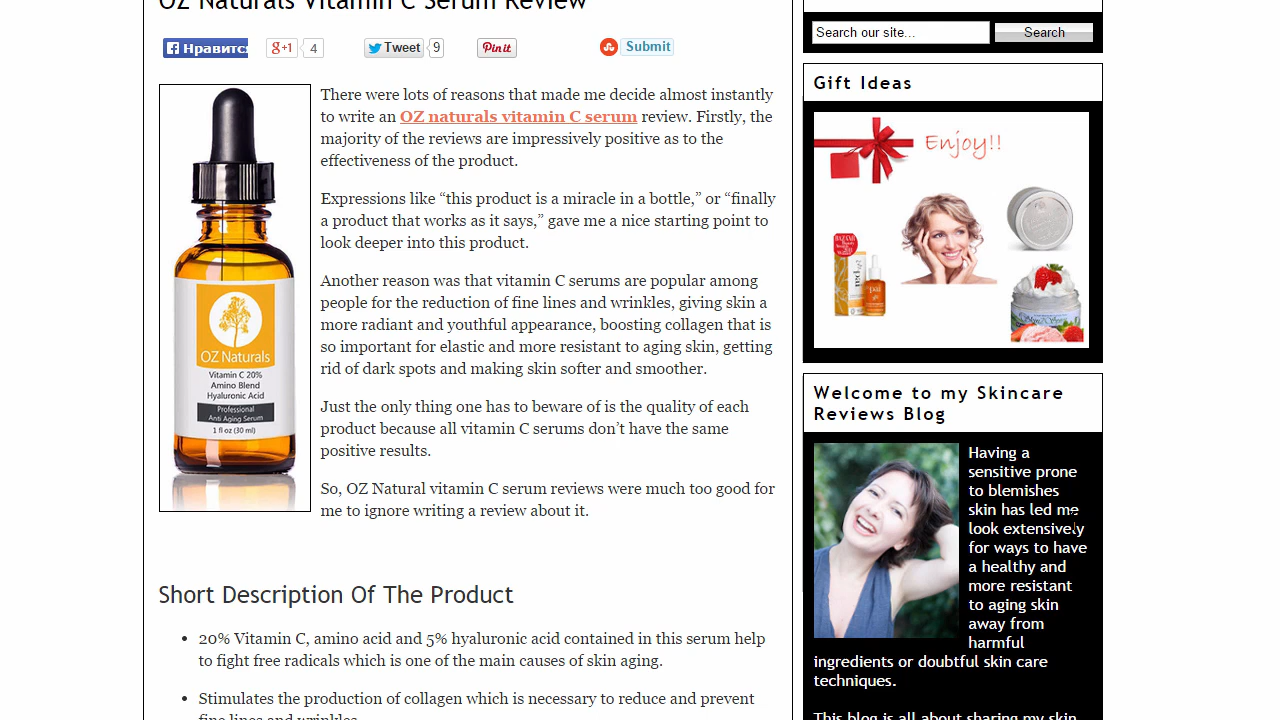 OZ Naturals Vitamin C Serum Review
Нравится
g+1 4
Tweet 9
Pin it
Submit
There were lots of reasons that made me decide almost instantly
to write an OZ naturals vitamin C serum review. Firstly, the
majority of the reviews are impressively positive as to the
effectiveness of the product.
Expressions like “this product is a miracle in a bottle,” or “finally
a product that works as it says,” gave me a nice starting point to
look deeper into this product.
Another reason was that vitamin C serums are popular among
people for the reduction of fine lines and wrinkles, giving skin a
more radiant and youthful appearance, boosting collagen that is
so important for elastic and more resistant to aging skin, getting
rid of dark spots and making skin softer and smoother.
Just the only thing one has to beware of is the quality of each
product because all vitamin C serums don’t have the same
positive results.
So, OZ Natural vitamin C serum reviews were much too good for
me to ignore writing a review about it.
OZ Naturals
Vitamin C 20%
Amino Blend
Hyaluronic Acid
Professional
Anti Aging Serum
1 fl oz (30 ml)
Short Description Of The Product
• 20% Vitamin C, amino acid and 5% hyaluronic acid contained in this serum help
to fight free radicals which is one of the main causes of skin aging.
• Stimulates the production of collagen which is necessary to reduce and prevent
fine lines and wrinkles.
Search our site...
Search
Gift Ideas
Enjoy!!
pai
Welcome to my Skincare
Reviews Blog
Having a
sensitive prone
to blemishes
skin has led me
look extensively
for ways to have
a healthy and
more resistant
to aging skin
away from
harmful
ingredients or doubtful skin care
techniques.
This blog is all about sharing my skin